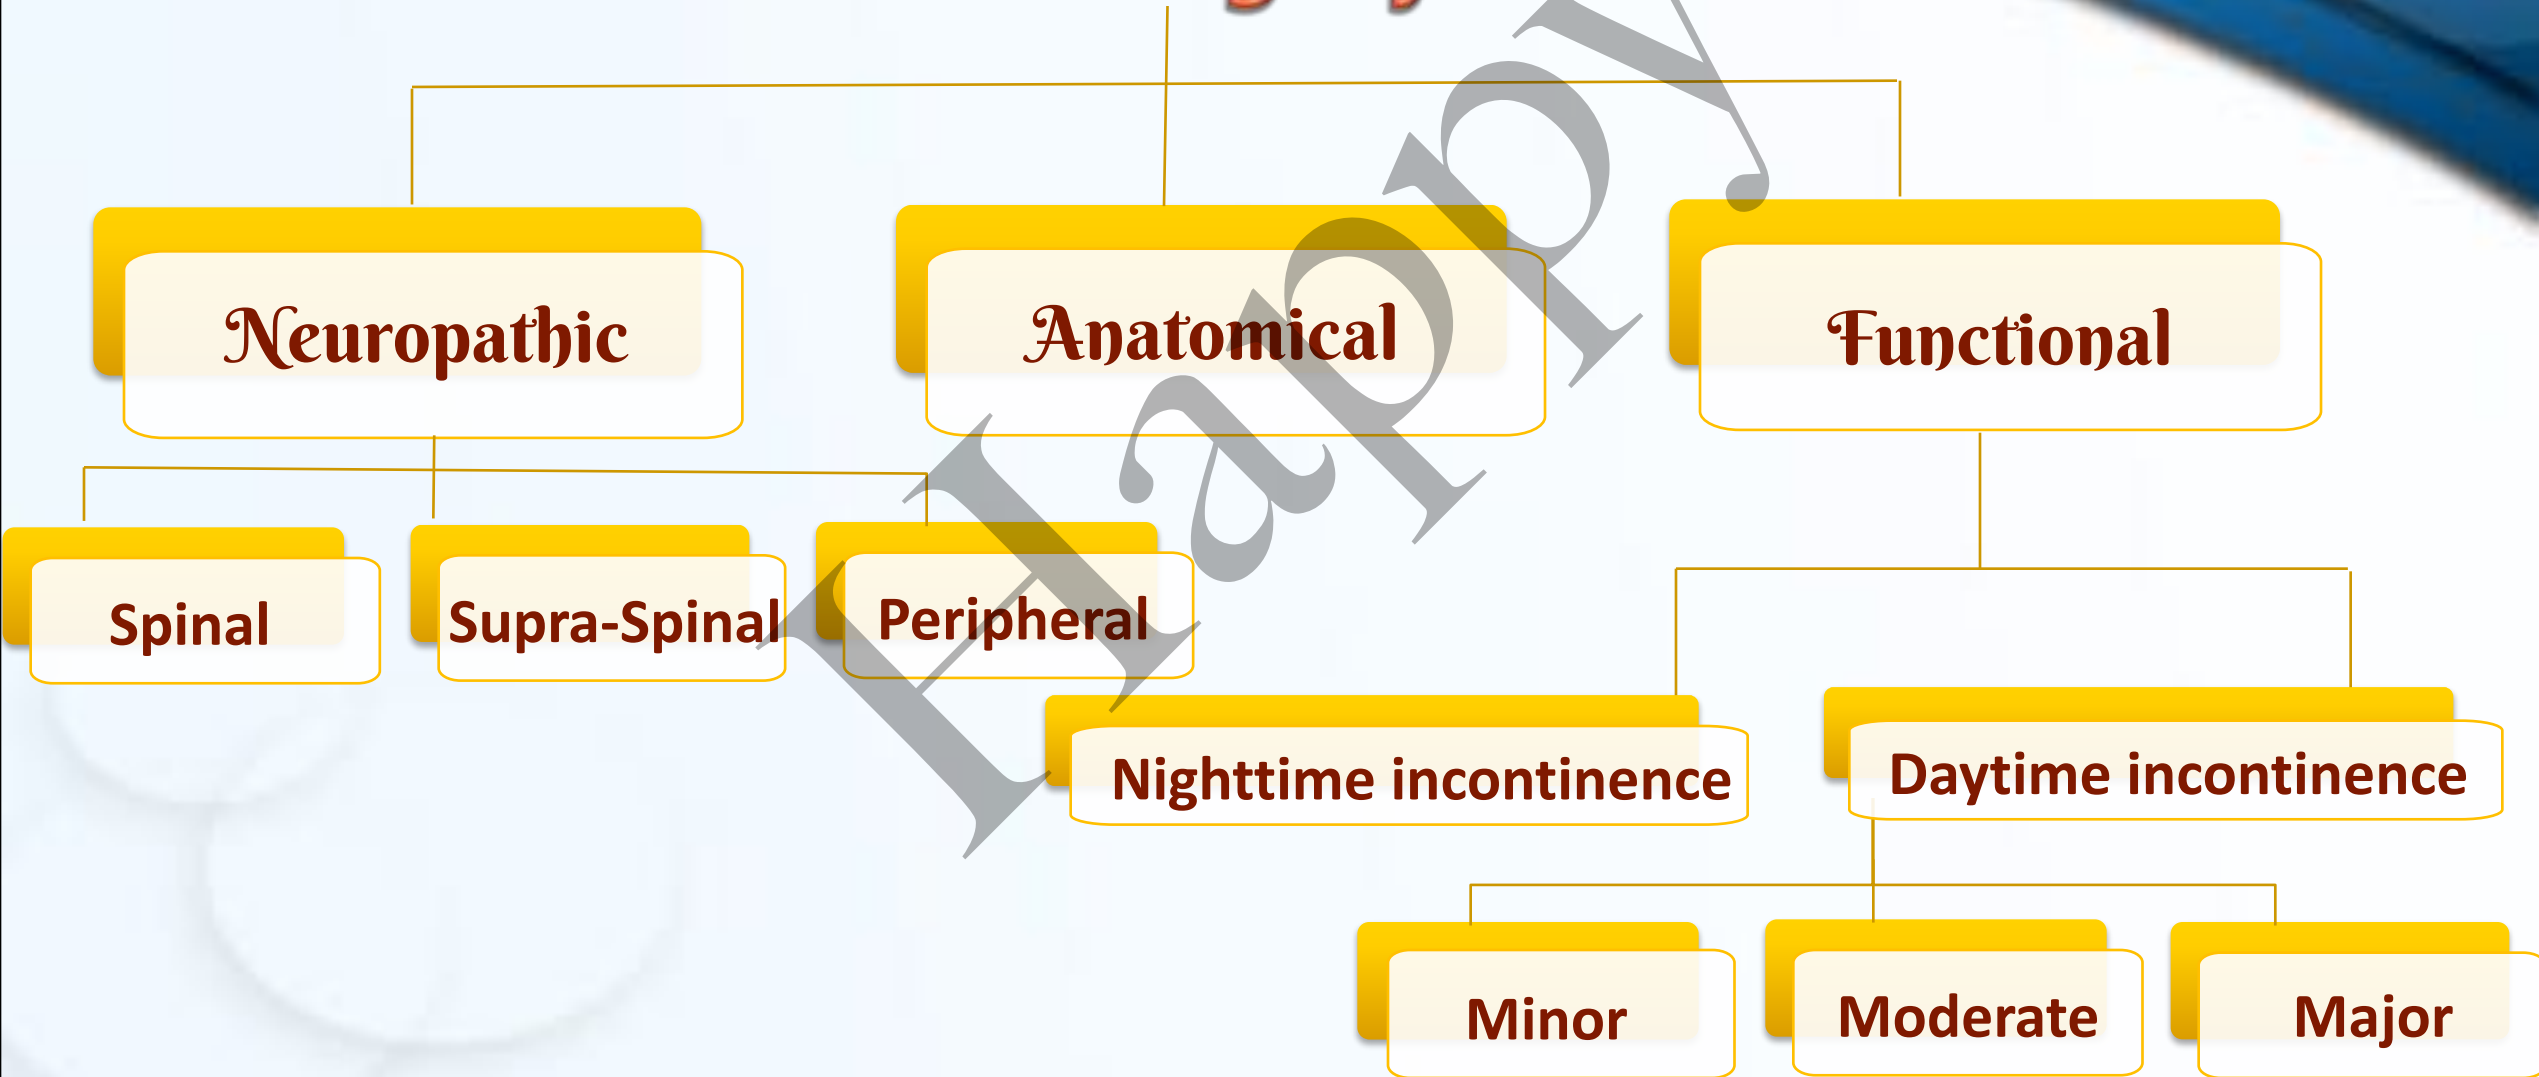 Neuropathic
Anatomical
Functional
Spinal
Supra-Spinal
Peripheral
Nighttime incontinence
Daytime incontinence
Minor
Moderate
Major
Happy